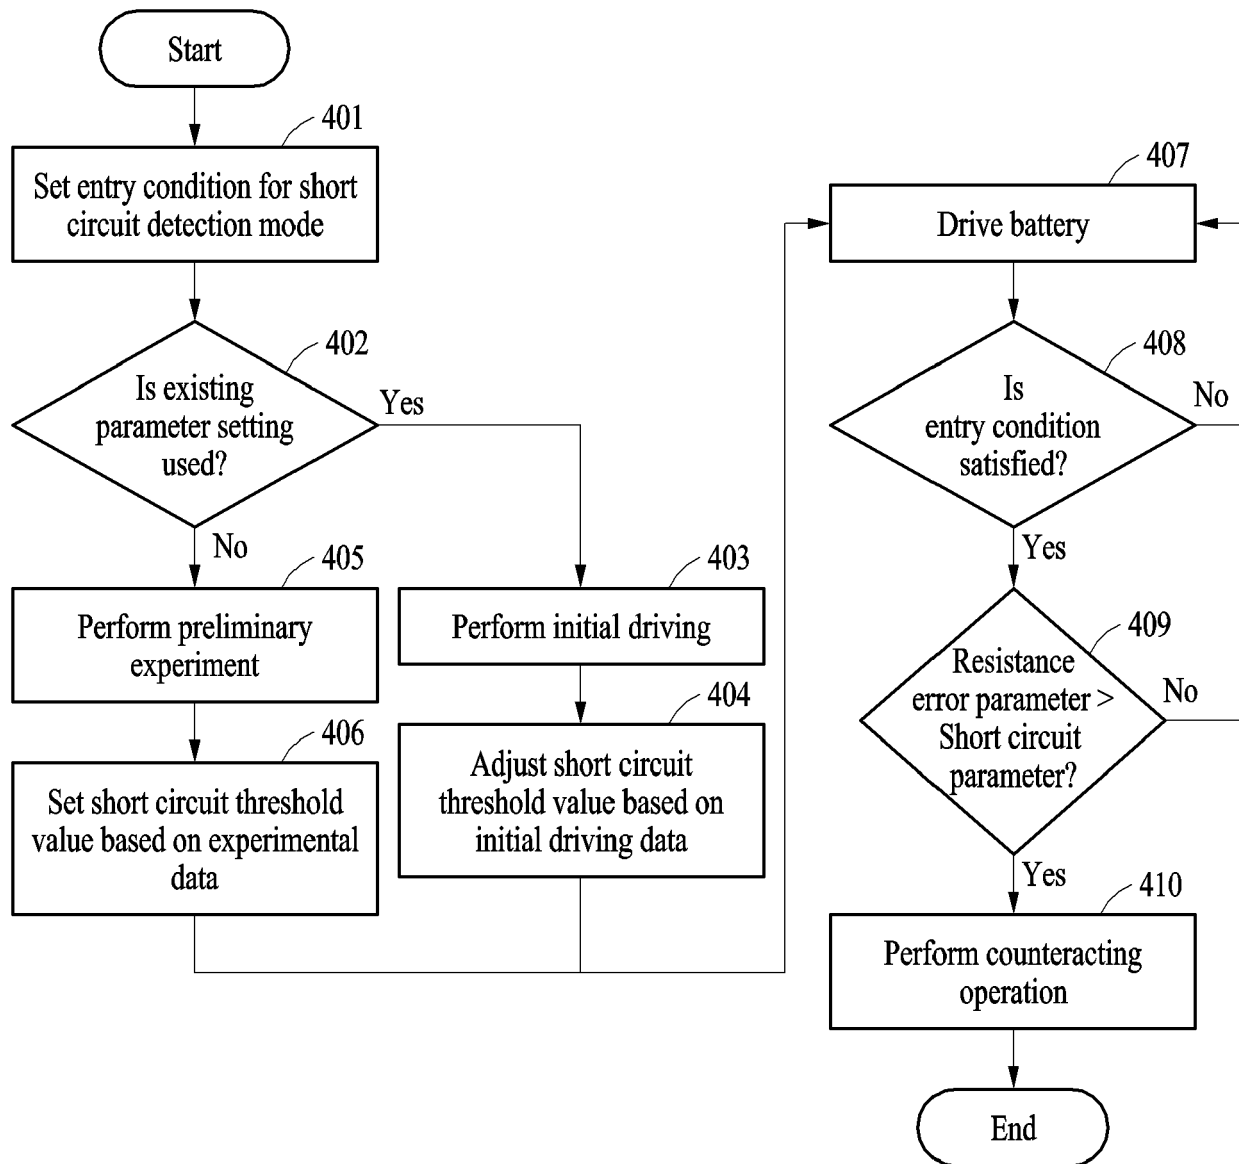 Start
401
Set entry condition for short
circuit detection mode
402
Is existing
parameter setting
used?
Yes
No
405
Perform preliminary
experiment
403
Perform initial driving
406
Set short circuit threshold
value based on experimental
data
404
Adjust short circuit
threshold value based on
initial driving data
407
Drive battery
408
Is
entry condition
satisfied?
No
Yes
409
Resistance
error parameter >
Short circuit
parameter?
No
Yes
410
Perform counteracting
operation
End